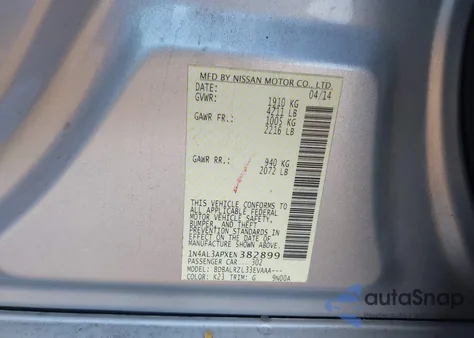 MFD BY NISSAN MOTOR CO., LTD.
DATE: 04/14
GVWR: 1910 KG
4211 LB
GAWR FR.: 1005 KG
2216 LB
GAWR RR.: 940 KG
2072 LB
THIS VEHICLE CONFORMS TO
ALL APPLICABLE FEDERAL
MOTOR VEHICLE SAFETY,
BUMPER, AND THEFT
PREVENTION STANDARDS
IN EFFECT ON THE DATE OF
MANUFACTURE SHOWN ABOVE.
1N4AL3APXEN382899
PASSENGER CAR 302
MODEL: BDBALRZL33EVAAA---
COLOR: K23 TRIM: G 9N00A
autoSnap
Powered by AutoBidMaster